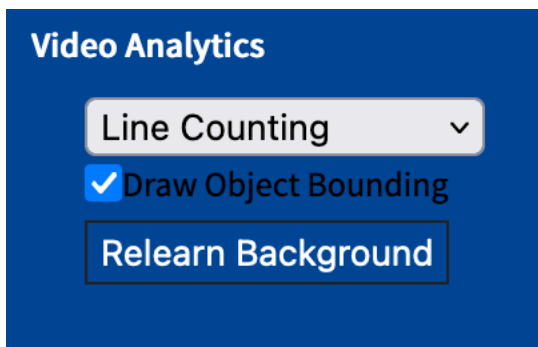 Video Analytics
Line Counting
Draw Object Bounding
Relearn Background